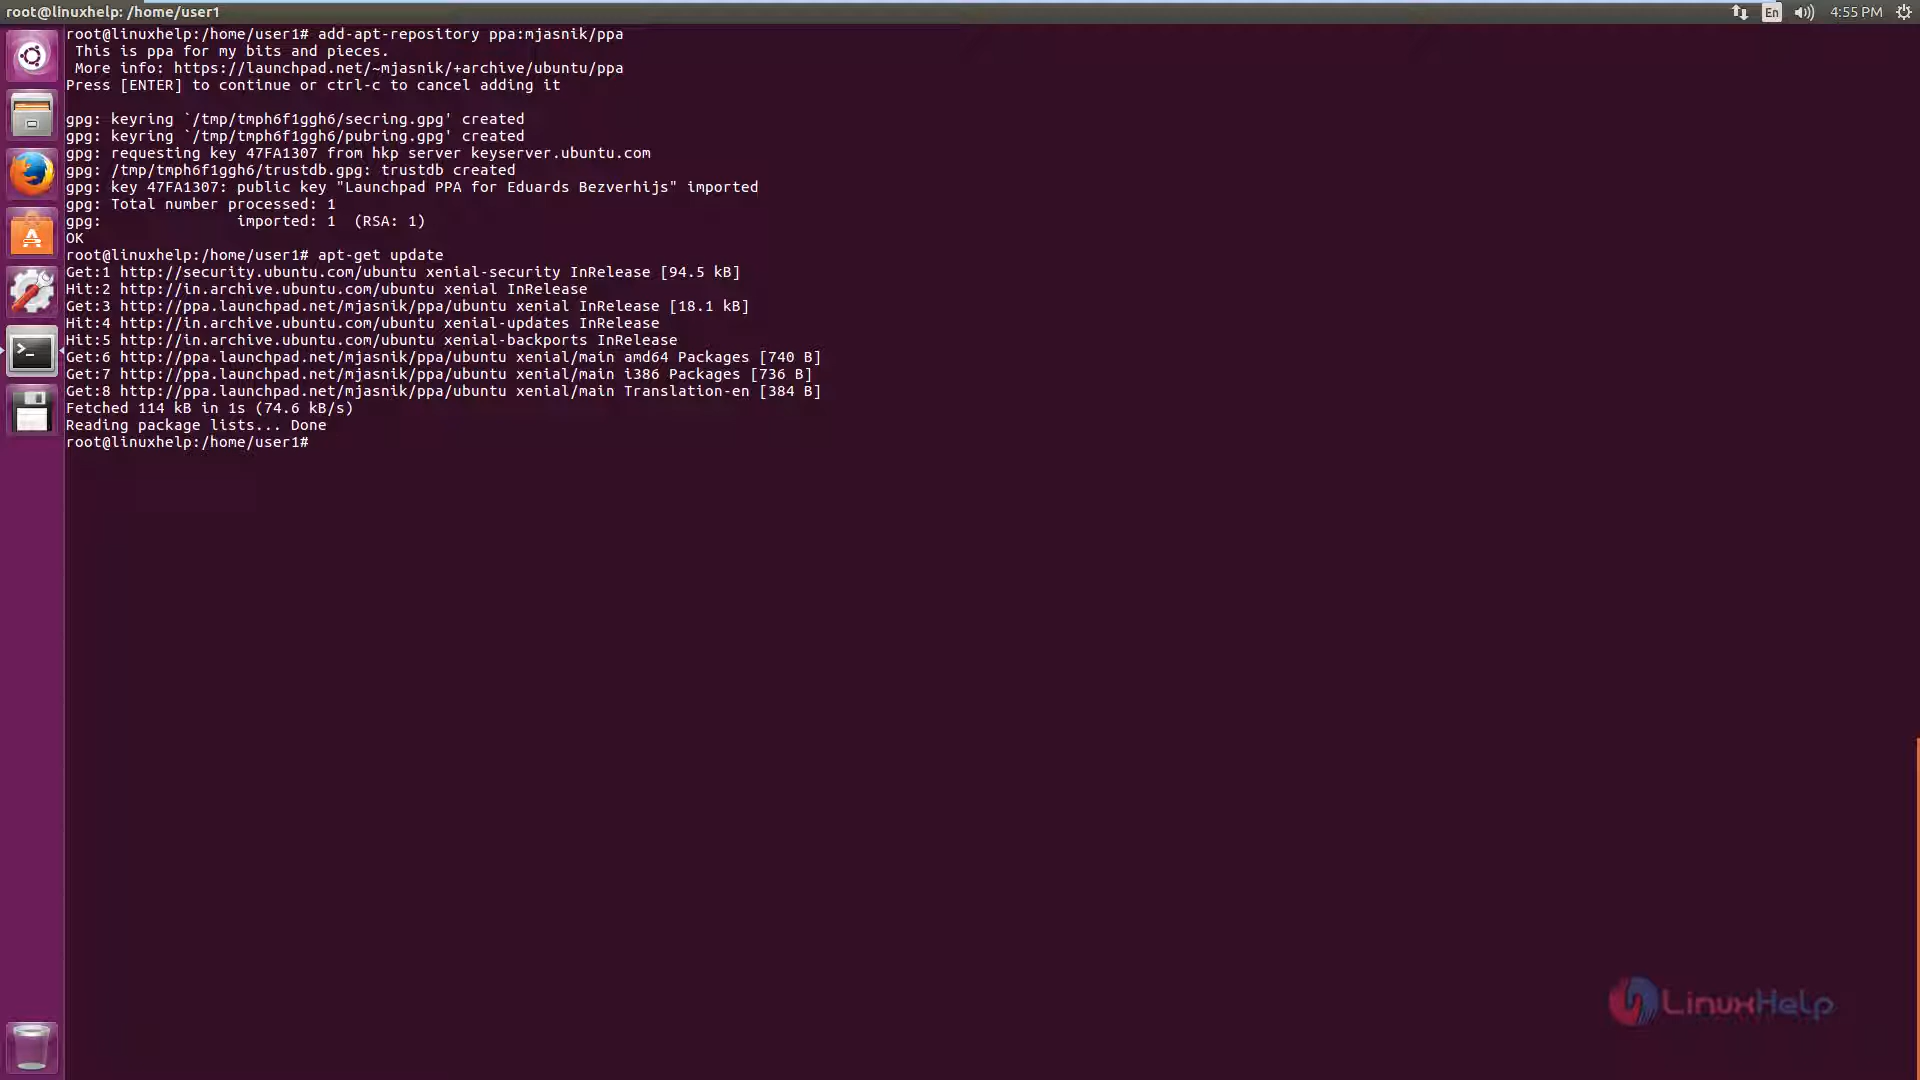 root@linuxhelp: /home/user1
En
4:55 PM
root@linuxhelp:/home/user1# add-apt-repository ppa:mjasnik/ppa
 This is ppa for my bits and pieces.
 More info: https://launchpad.net/~mjasnik/+archive/ubuntu/ppa
Press [ENTER] to continue or ctrl-c to cancel adding it
gpg: keyring `/tmp/tmph6f1ggh6/secring.gpg' created
gpg: keyring `/tmp/tmph6f1ggh6/pubring.gpg' created
gpg: requesting key 47FA1307 from hkp server keyserver.ubuntu.com
gpg: /tmp/tmph6f1ggh6/trustdb.gpg: trustdb created
gpg: key 47FA1307: public key "Launchpad PPA for Eduards Bezverhijs" imported
gpg: Total number processed: 1
gpg:               imported: 1  (RSA: 1)
OK
root@linuxhelp:/home/user1# apt-get update
Get:1 http://security.ubuntu.com/ubuntu xenial-security InRelease [94.5 kB]
Hit:2 http://in.archive.ubuntu.com/ubuntu xenial InRelease
Get:3 http://ppa.launchpad.net/mjasnik/ppa/ubuntu xenial InRelease [18.1 kB]
Hit:4 http://in.archive.ubuntu.com/ubuntu xenial-updates InRelease
Hit:5 http://in.archive.ubuntu.com/ubuntu xenial-backports InRelease
Get:6 http://ppa.launchpad.net/mjasnik/ppa/ubuntu xenial/main amd64 Packages [740 B]
Get:7 http://ppa.launchpad.net/mjasnik/ppa/ubuntu xenial/main i386 Packages [736 B]
Get:8 http://ppa.launchpad.net/mjasnik/ppa/ubuntu xenial/main Translation-en [384 B]
Fetched 114 kB in 1s (74.6 kB/s)
Reading package lists... Done
root@linuxhelp:/home/user1#
LinuxHelp